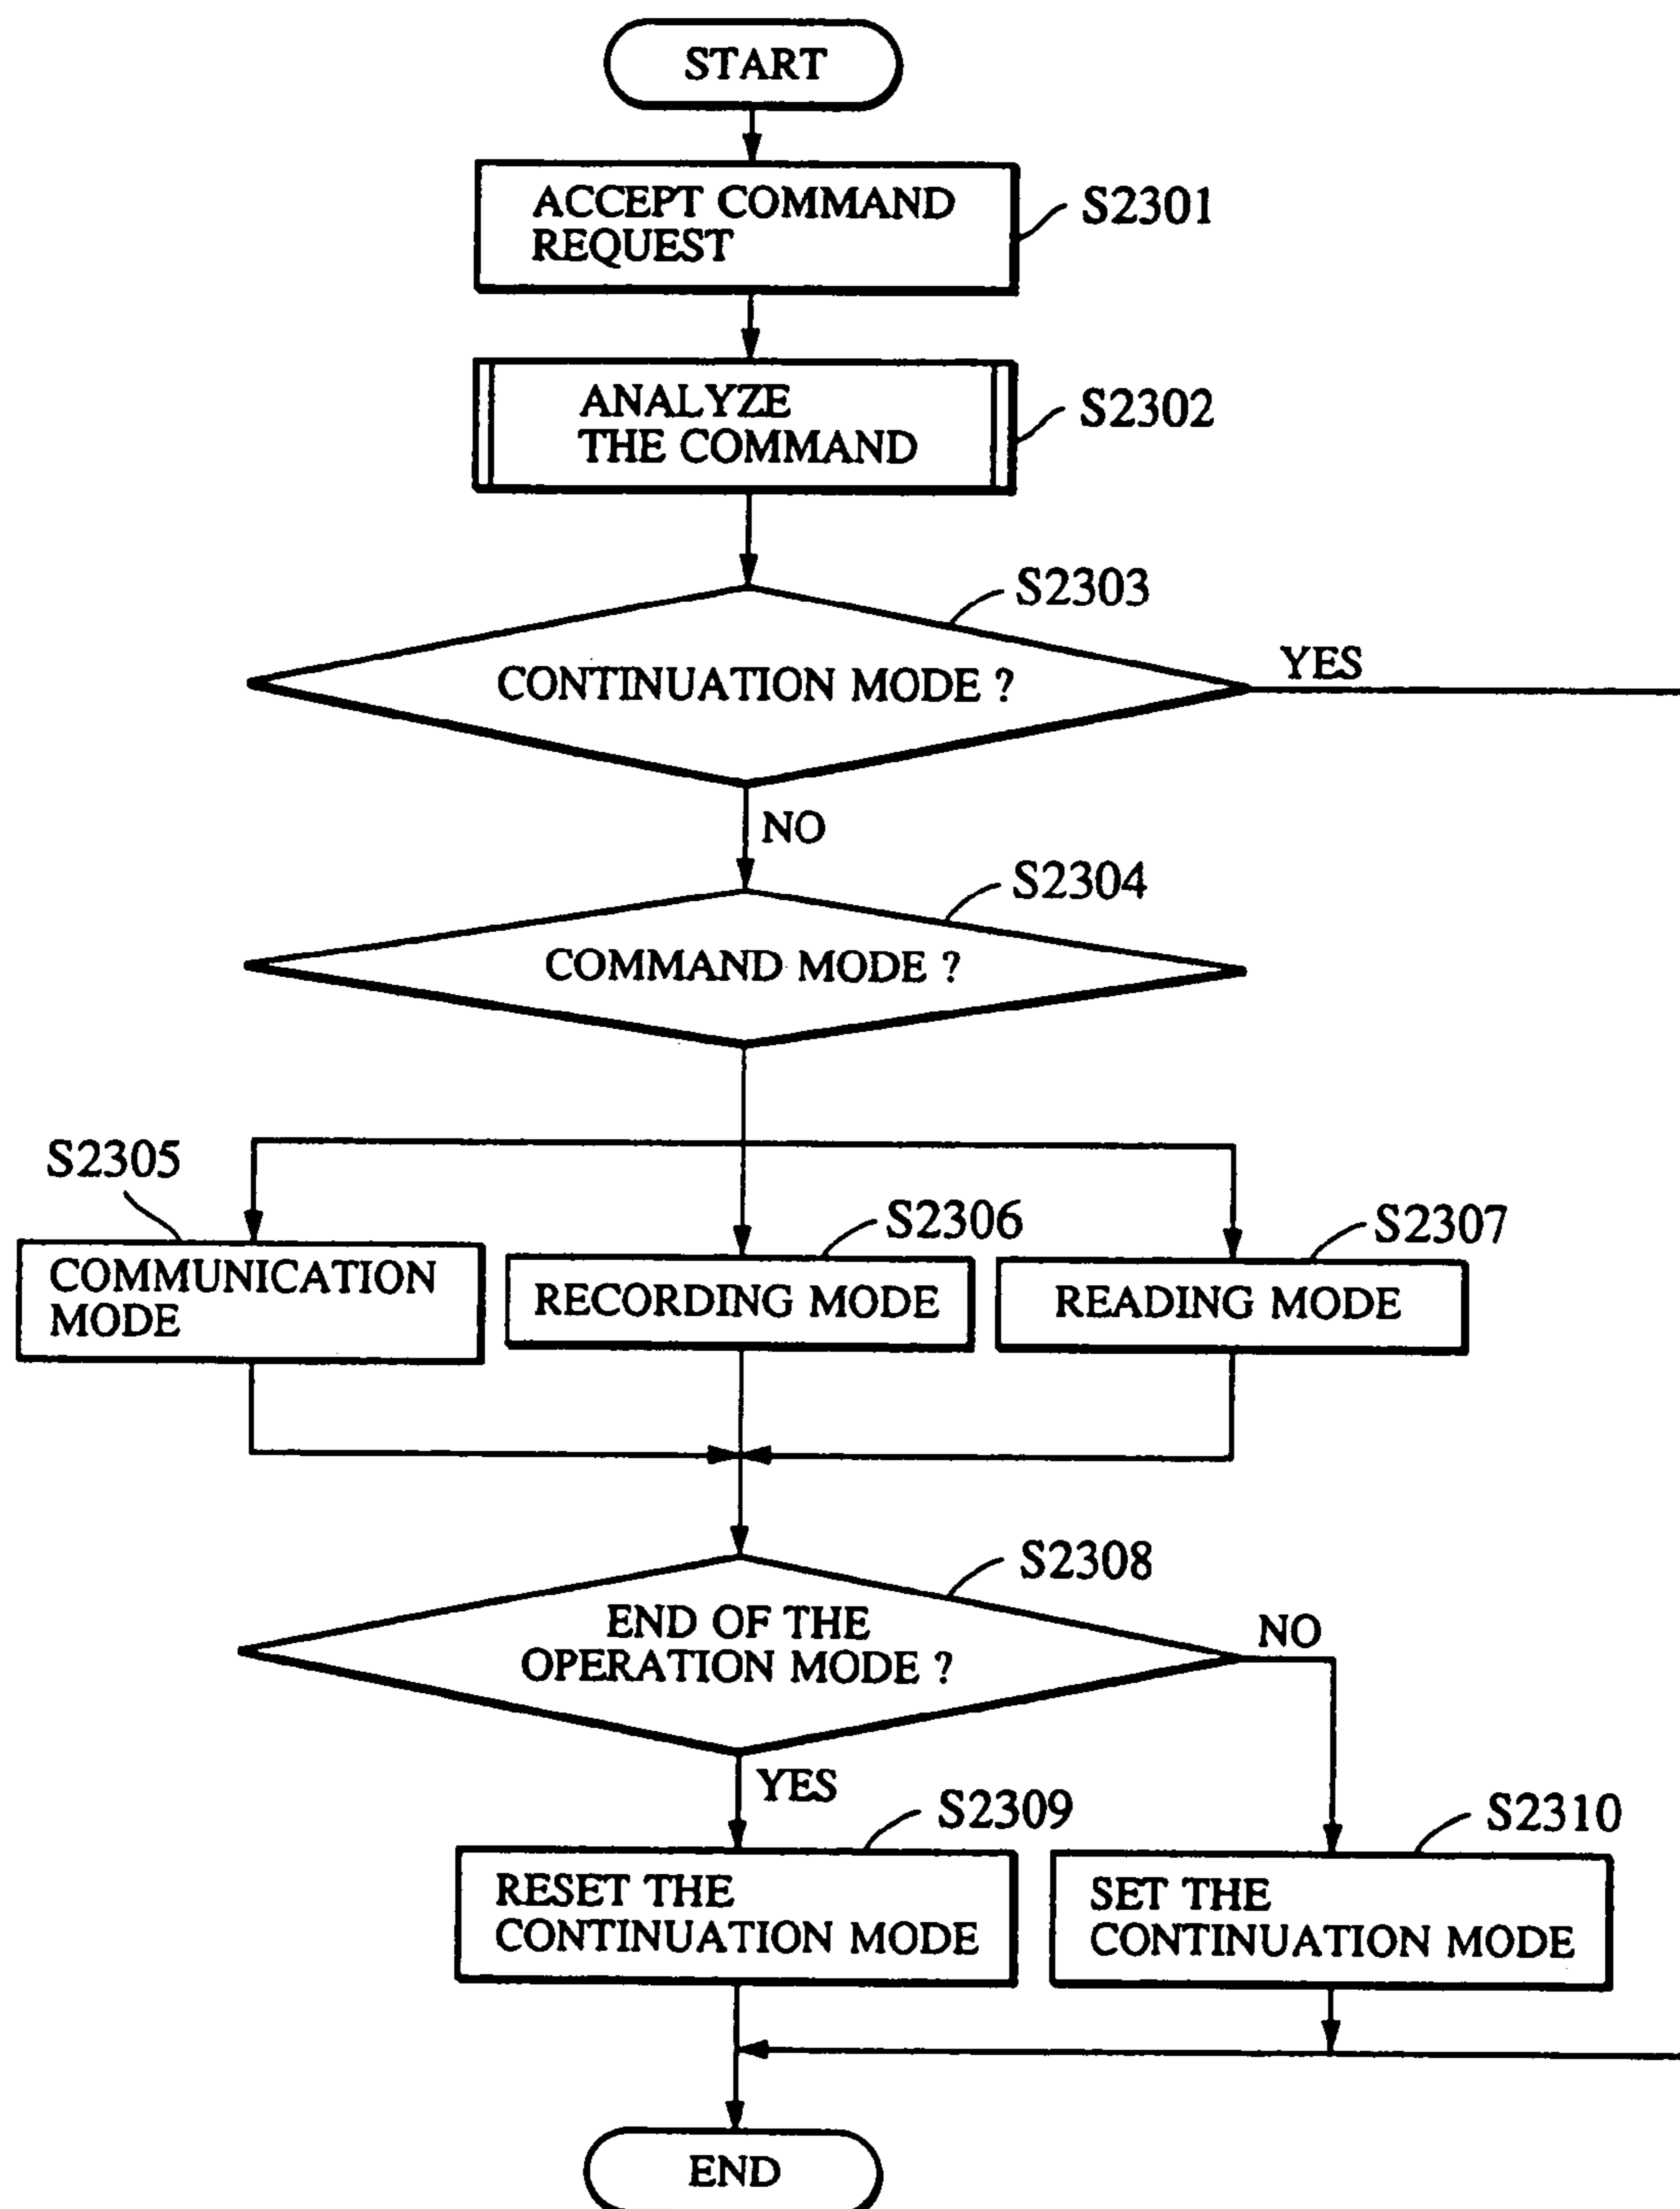 START
ACCEPT COMMAND
REQUEST
S2301
ANALYZE
THE COMMAND
S2302
S2303
CONTINUATION MODE ?
YES
NO
S2304
COMMAND MODE ?
S2305
COMMUNICATION
MODE
S2306
RECORDING MODE
S2307
READING MODE
S2308
END OF THE
OPERATION MODE ?
NO
YES
S2309
RESET THE
CONTINUATION MODE
S2310
SET THE
CONTINUATION MODE
END